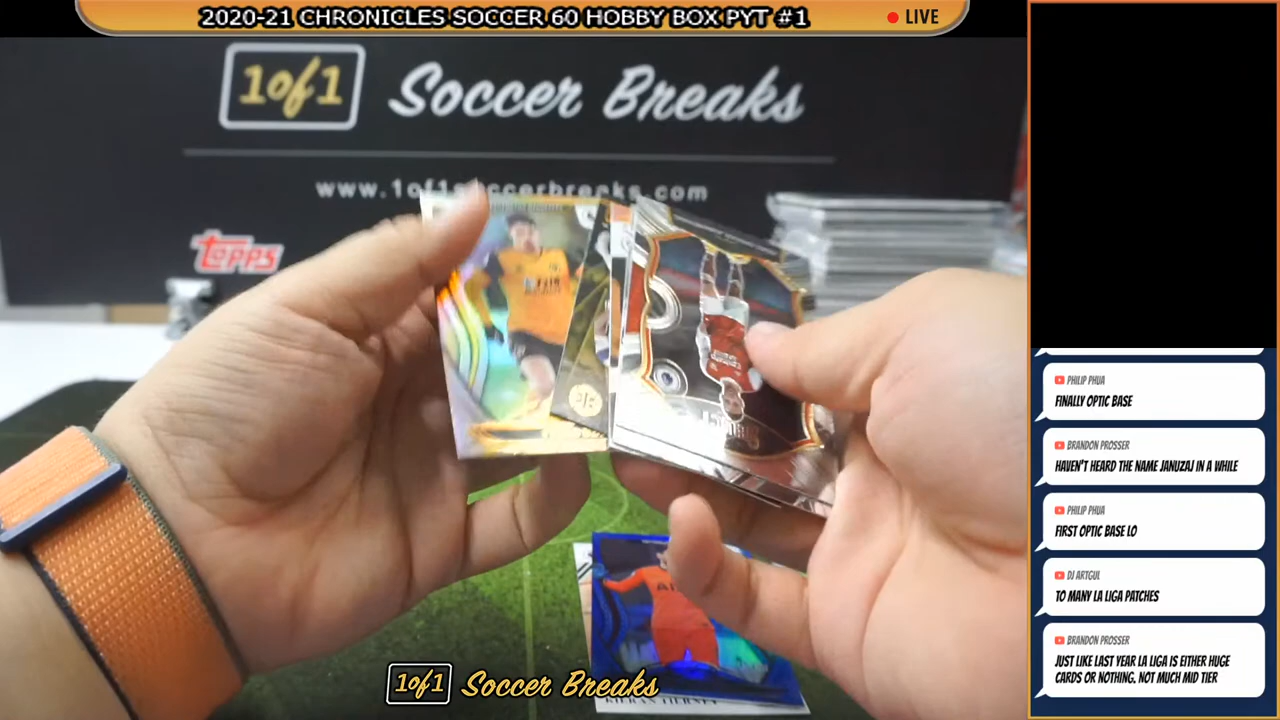 2020-21 CHRONICLES SOCCER 60 HOBBY BOX PYT #1
LIVE
1of1 Soccer Breaks
www.1of1soccerbreaks.com
topps
PHILIP PHUA
FINALLY OPTIC BASE
BRANDON PROSSER
HAVEN'T HEARD THE NAME JANUZAJ IN A WHILE
PHILIP PHUA
FIRST OPTIC BASE LO
DJ ARTGUL
TO MANY LA LIGA PATCHES
BRANDON PROSSER
JUST LIKE LAST YEAR LA LIGA IS EITHER HUGE
CARDS OR NOTHING. NOT MUCH MID TIER
1of1 Soccer Breaks
KIERAN TIERNEY